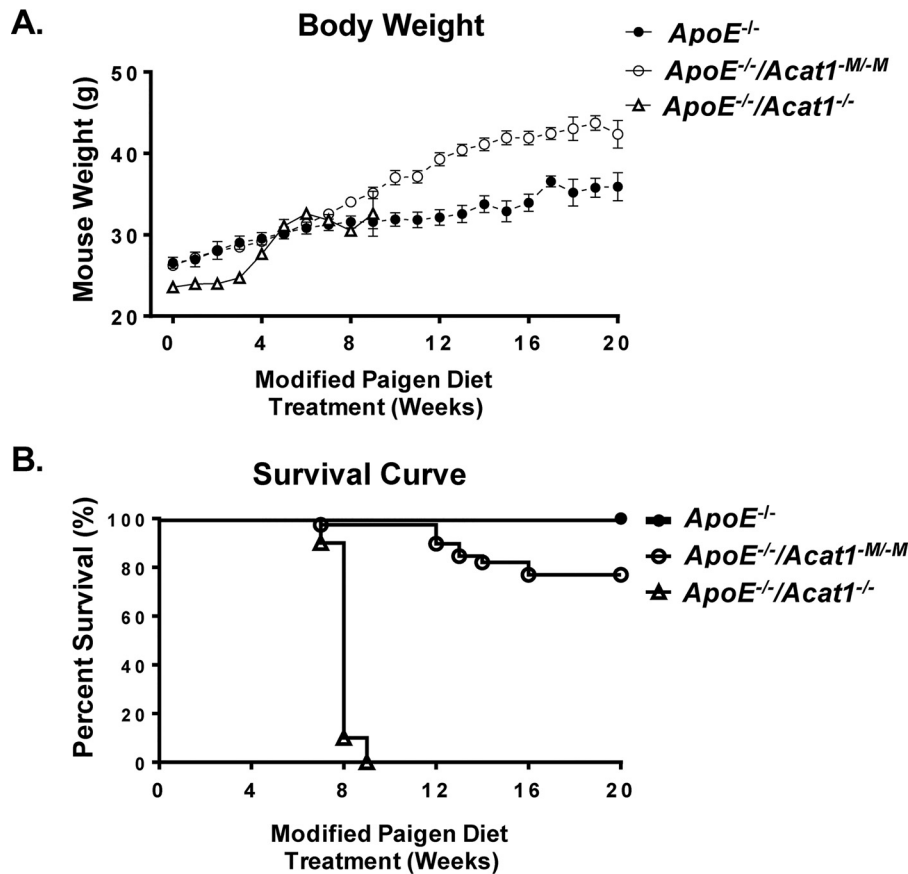 A.
Body Weight
ApoE-/-
ApoE-/-/Acat1-M/-M
ApoE-/-/Acat1-/-
Mouse Weight (g)
50
40
30
20
0 4 8 12 16 20
Modified Paigen Diet
Treatment (Weeks)
B.
Survival Curve
ApoE-/-
ApoE-/-/Acat1-M/-M
ApoE-/-/Acat1-/-
Percent Survival (%)
100
80
60
40
20
0
0 4 8 12 16 20
Modified Paigen Diet
Treatment (Weeks)